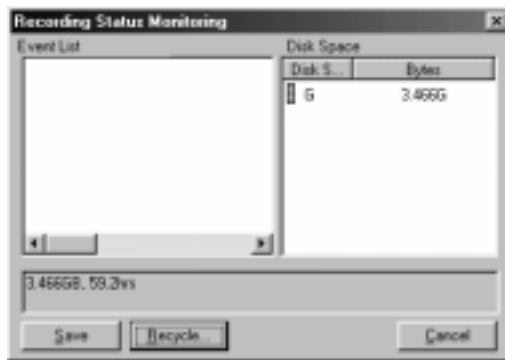 Recording Status Monitoring
Event List
Disk Space
Disk S... Bytes
G 3.466G
3.466GB, 59.2hrs
Save Recycle... Cancel